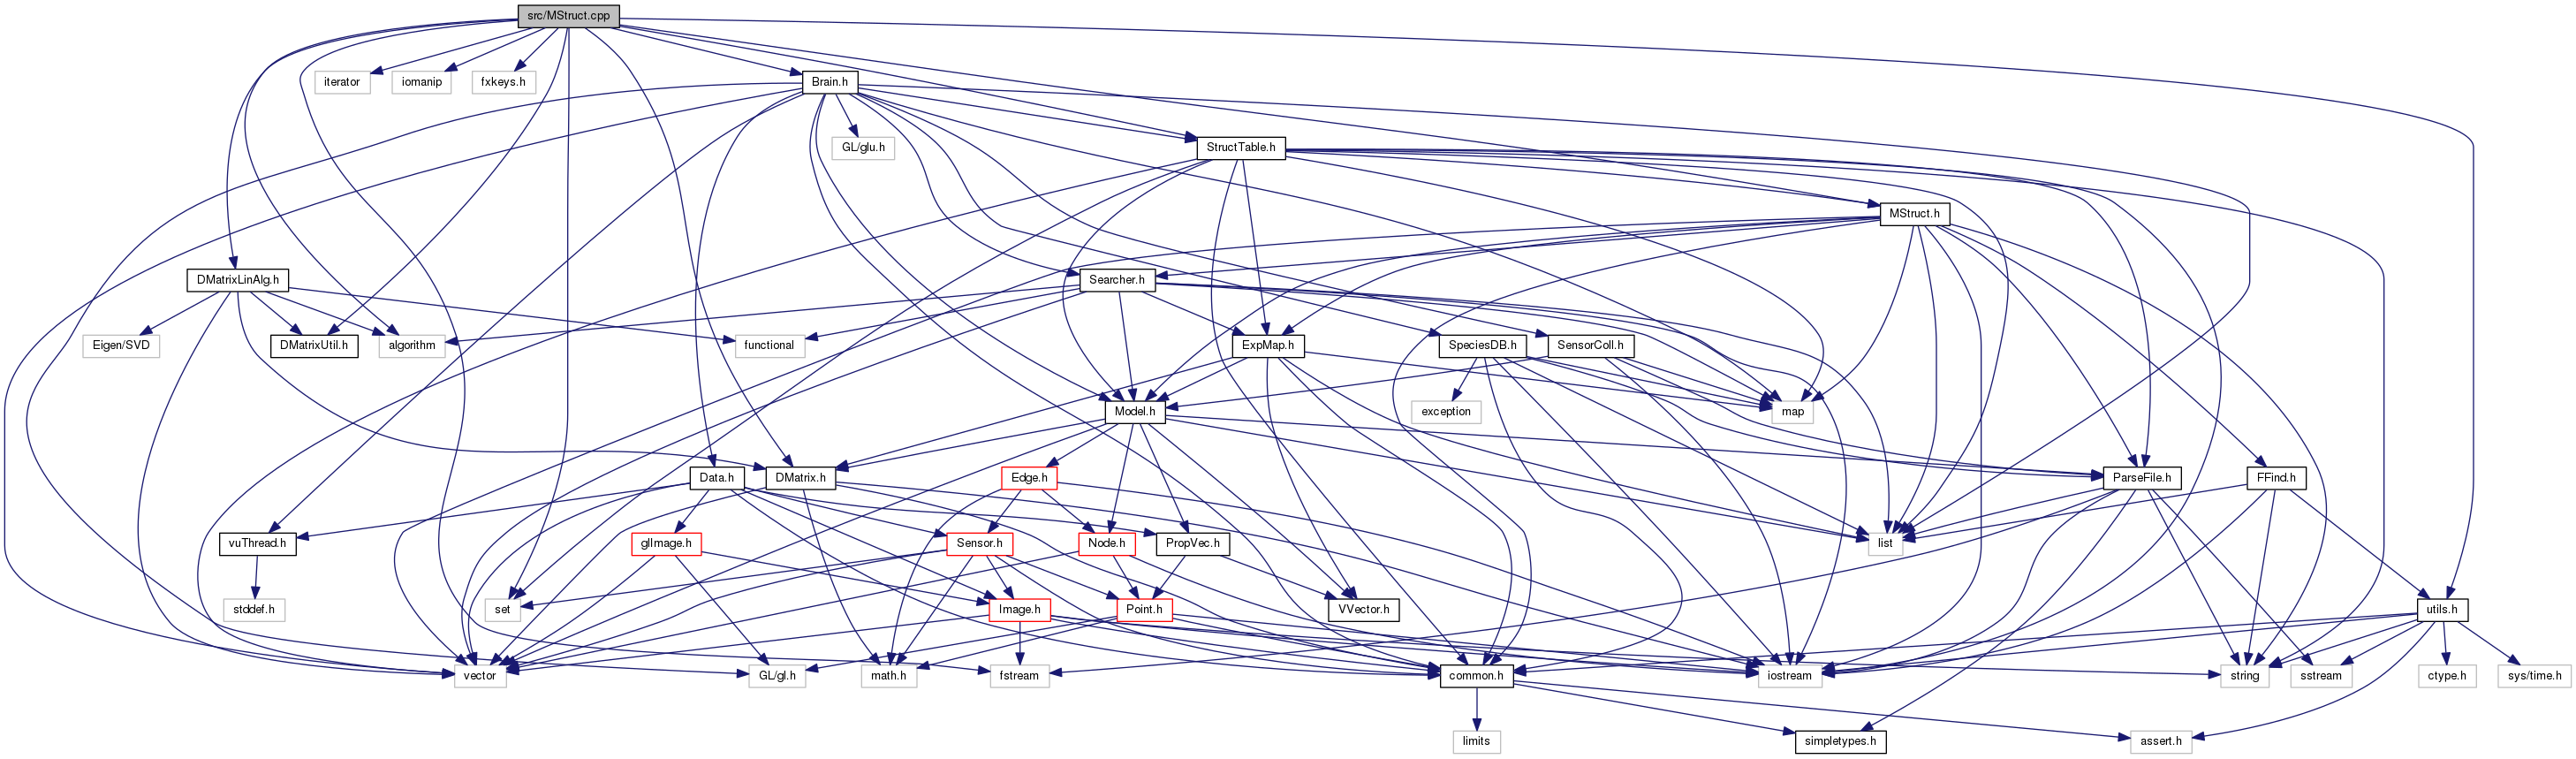 src/MStruct.cpp
iterator
iomanip
fxkeys.h
Brain.h
GL/glu.h
StructTable.h
MStruct.h
DMatrixLinAlg.h
Searcher.h
Eigen/SVD
DMatrixUtil.h
algorithm
functional
ExpMap.h
SpeciesDB.h
SensorColl.h
exception
Model.h
map
Data.h
DMatrix.h
Edge.h
ParseFile.h
FFind.h
vuThread.h
glImage.h
Sensor.h
Node.h
PropVec.h
list
stddef.h
set
Image.h
Point.h
VVector.h
utils.h
vector
GL/gl.h
math.h
fstream
common.h
iostream
string
sstream
ctype.h
sys/time.h
limits
simpletypes.h
assert.h